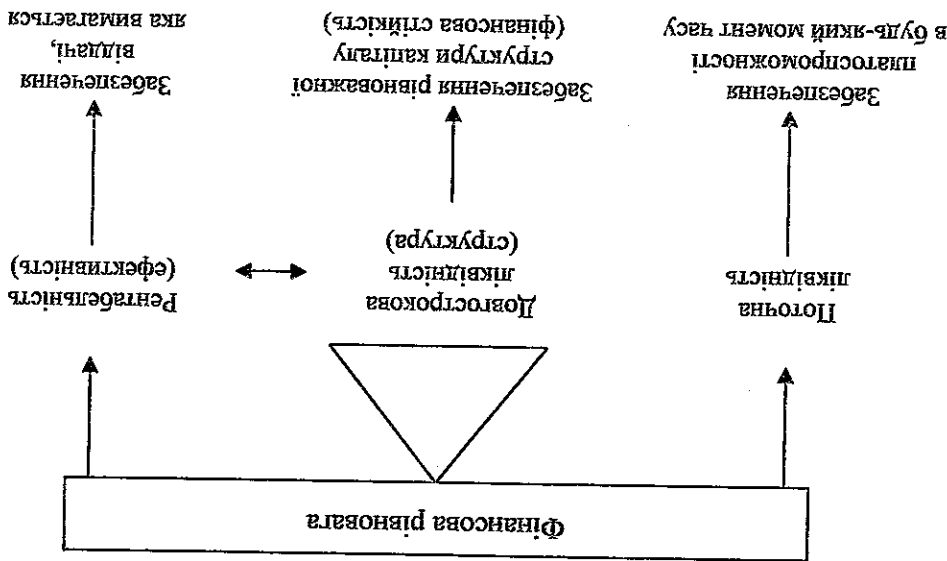 Фінансова рівновага
Поточна
ліквідність
Довгострокова
ліквідність
(структура)
Рентабельність
(ефективність)
Забезпечення
платоспроможності
в будь-який момент часу
Забезпечення рівноважної
структури капіталу
(фінансова стійкість)
Забезпечення
віддачі,
яка вимагається